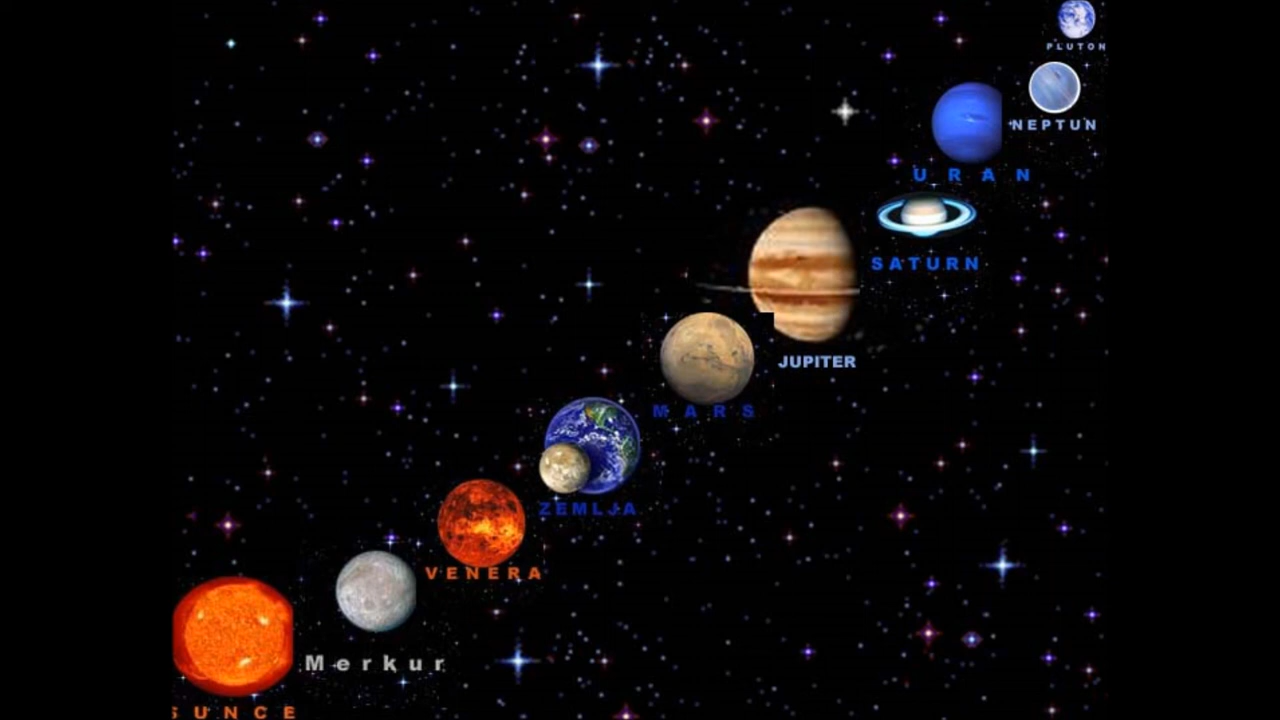 PLUTON
NEPTUN
URAN
SATURN
JUPITER
MARS
ZEMLJA
VENERA
Merkur
SUNCE